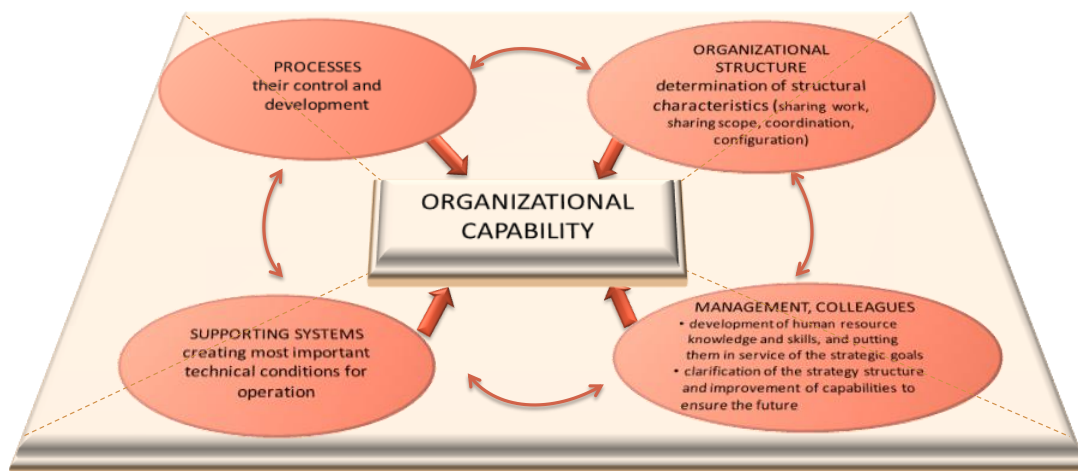 PROCESSES
their control and
development
ORGANIZATIONAL
STRUCTURE
determination of structural
characteristics (sharing work,
sharing scope, coordination,
configuration)
ORGANIZATIONAL
CAPABILITY
SUPPORTING SYSTEMS
creating most important
technical conditions for
operation
MANAGEMENT, COLLEAGUES
• development of human resource
knowledge and skills, and putting
them in service of the strategic goals
• clarification of the strategy structure
and improvement of capabilities to
ensure the future